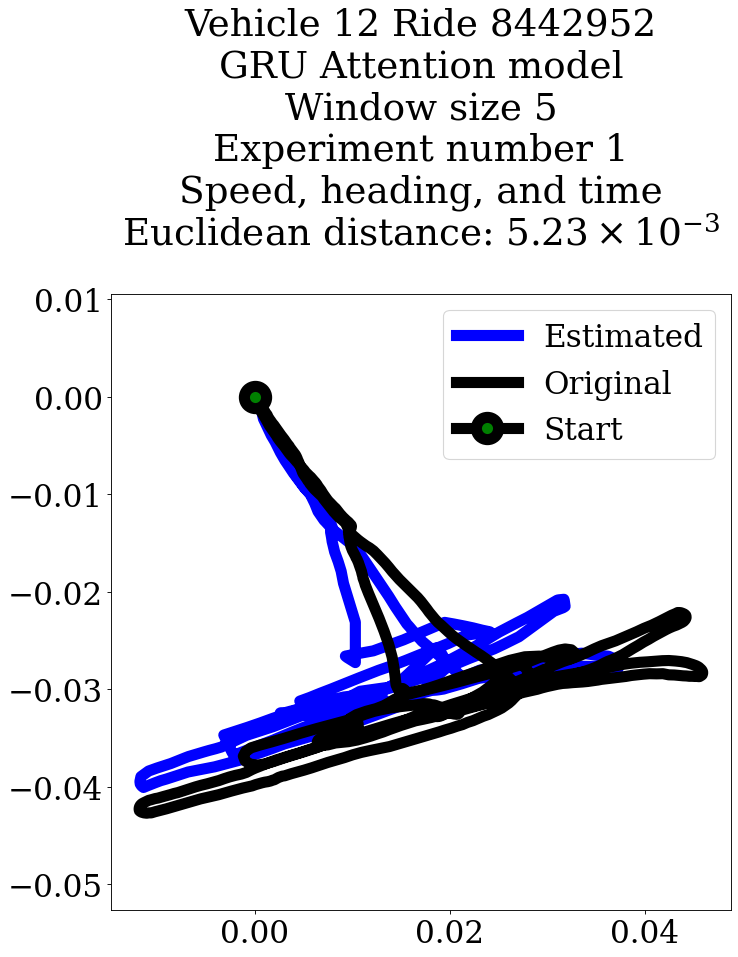 Vehicle 12 Ride 8442952
GRU Attention model
Window size 5
Experiment number 1
Speed, heading, and time
Euclidean distance: 5.23 × 10⁻³
0.01
0.00
−0.01
−0.02
−0.03
−0.04
−0.05
Estimated
Original
Start
0.00 0.02 0.04